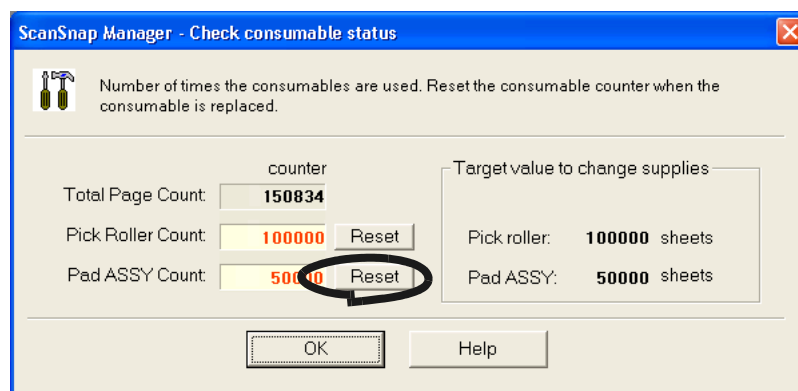 ScanSnap Manager - Check consumable status
Number of times the consumables are used. Reset the consumable counter when the
consumable is replaced.
counter
Total Page Count: 150834
Pick Roller Count: 100000 Reset
Pad ASSY Count: 50000 Reset
Target value to change supplies
Pick roller: 100000 sheets
Pad ASSY: 50000 sheets
OK Help